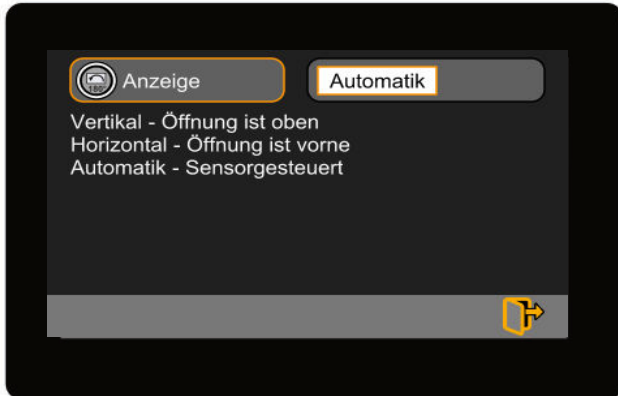 Anzeige
Automatik
Vertikal - Öffnung ist oben
Horizontal - Öffnung ist vorne
Automatik - Sensorgesteuert